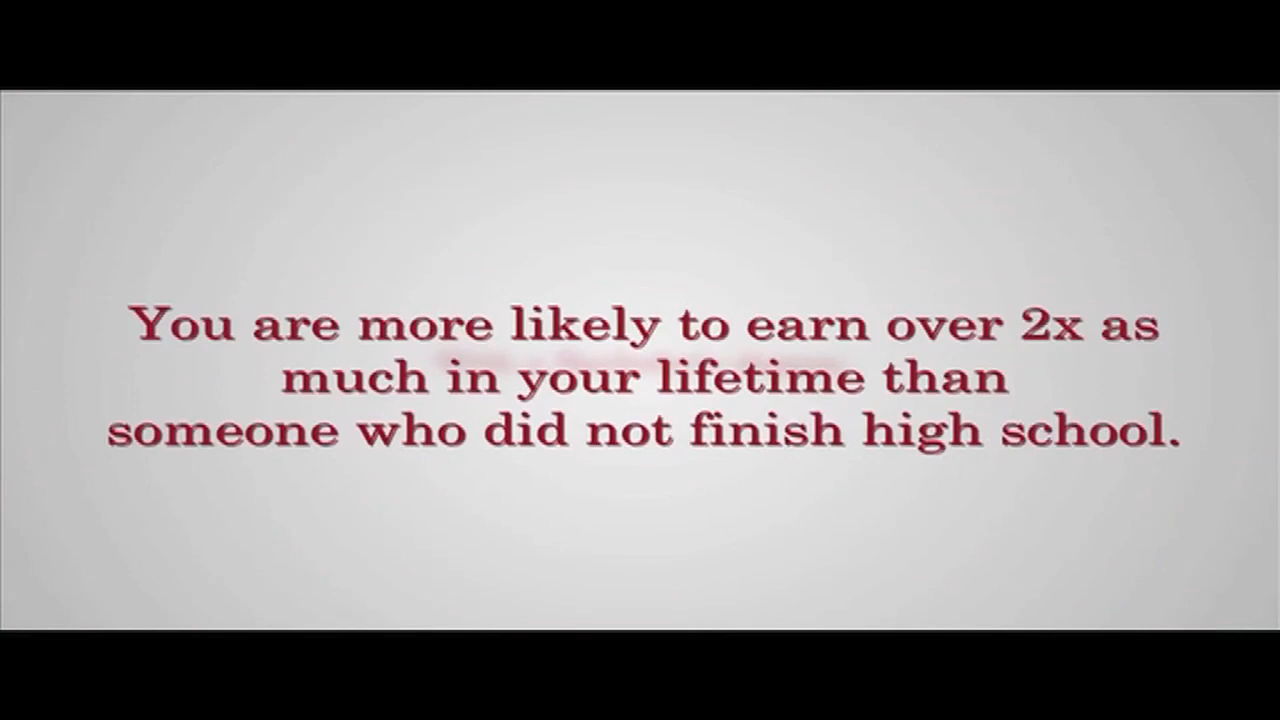 You are more likely to earn over 2x as
much in your lifetime than
someone who did not finish high school.